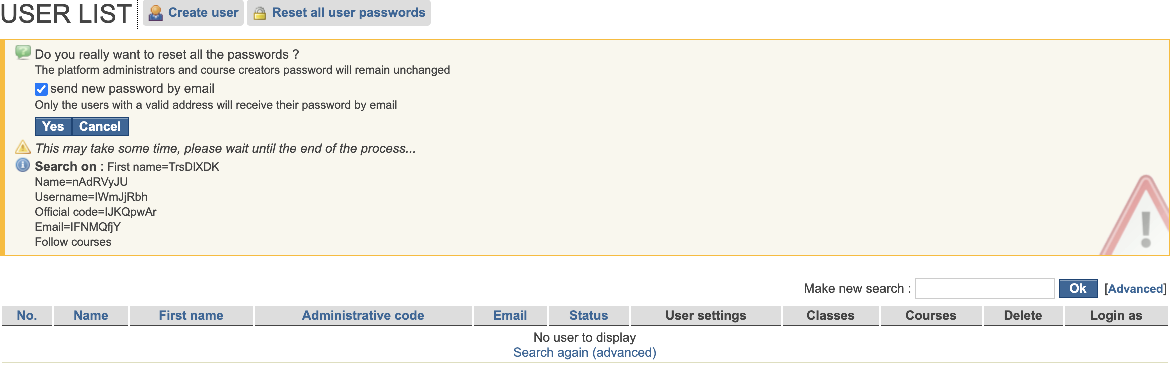 USER LIST Create user Reset all user passwords
Do you really want to reset all the passwords ?
The platform administrators and course creators password will remain unchanged
send new password by email
Only the users with a valid address will receive their password by email
Yes Cancel
This may take some time, please wait until the end of the process...
Search on : First name=TrsDlXDK
Name=nAdRVyJU
Username=IWmJjRbh
Official code=IJKQpwAr
Email=IFNMQfjY
Follow courses
Make new search : Ok [Advanced]
No. Name First name Administrative code Email Status User settings Classes Courses Delete Login as
No user to display
Search again (advanced)